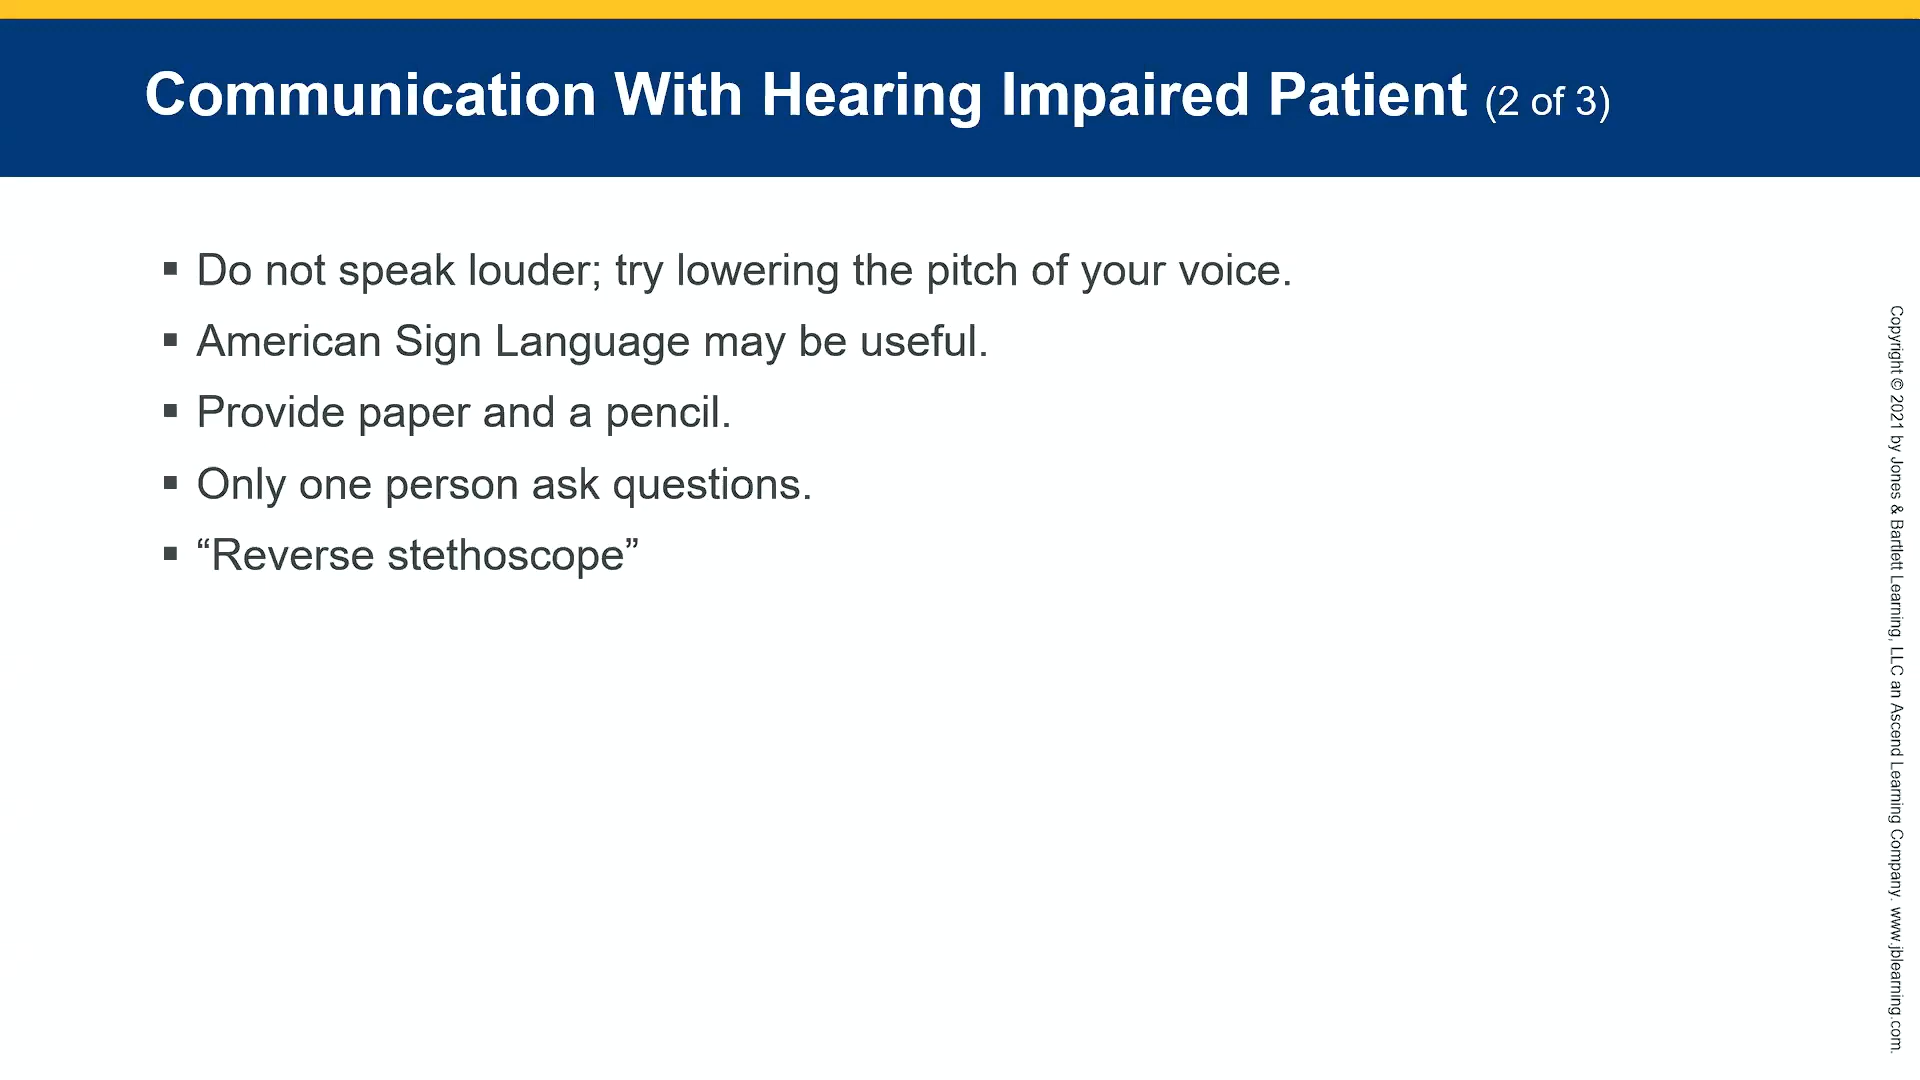 Communication With Hearing Impaired Patient (2 of 3)
▪ Do not speak louder; try lowering the pitch of your voice.
▪ American Sign Language may be useful.
▪ Provide paper and a pencil.
▪ Only one person ask questions.
▪ “Reverse stethoscope”
Copyright © 2021 by Jones & Bartlett Learning, LLC an Ascend Learning Company. www.jblearning.com.